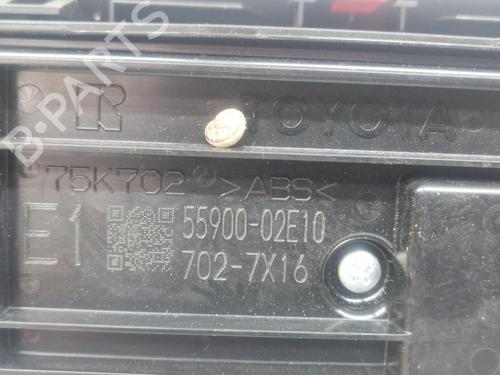 R TOYOTA
75K702 >ABS<
E1 55900-02E10
702-7X16
B-PARTS